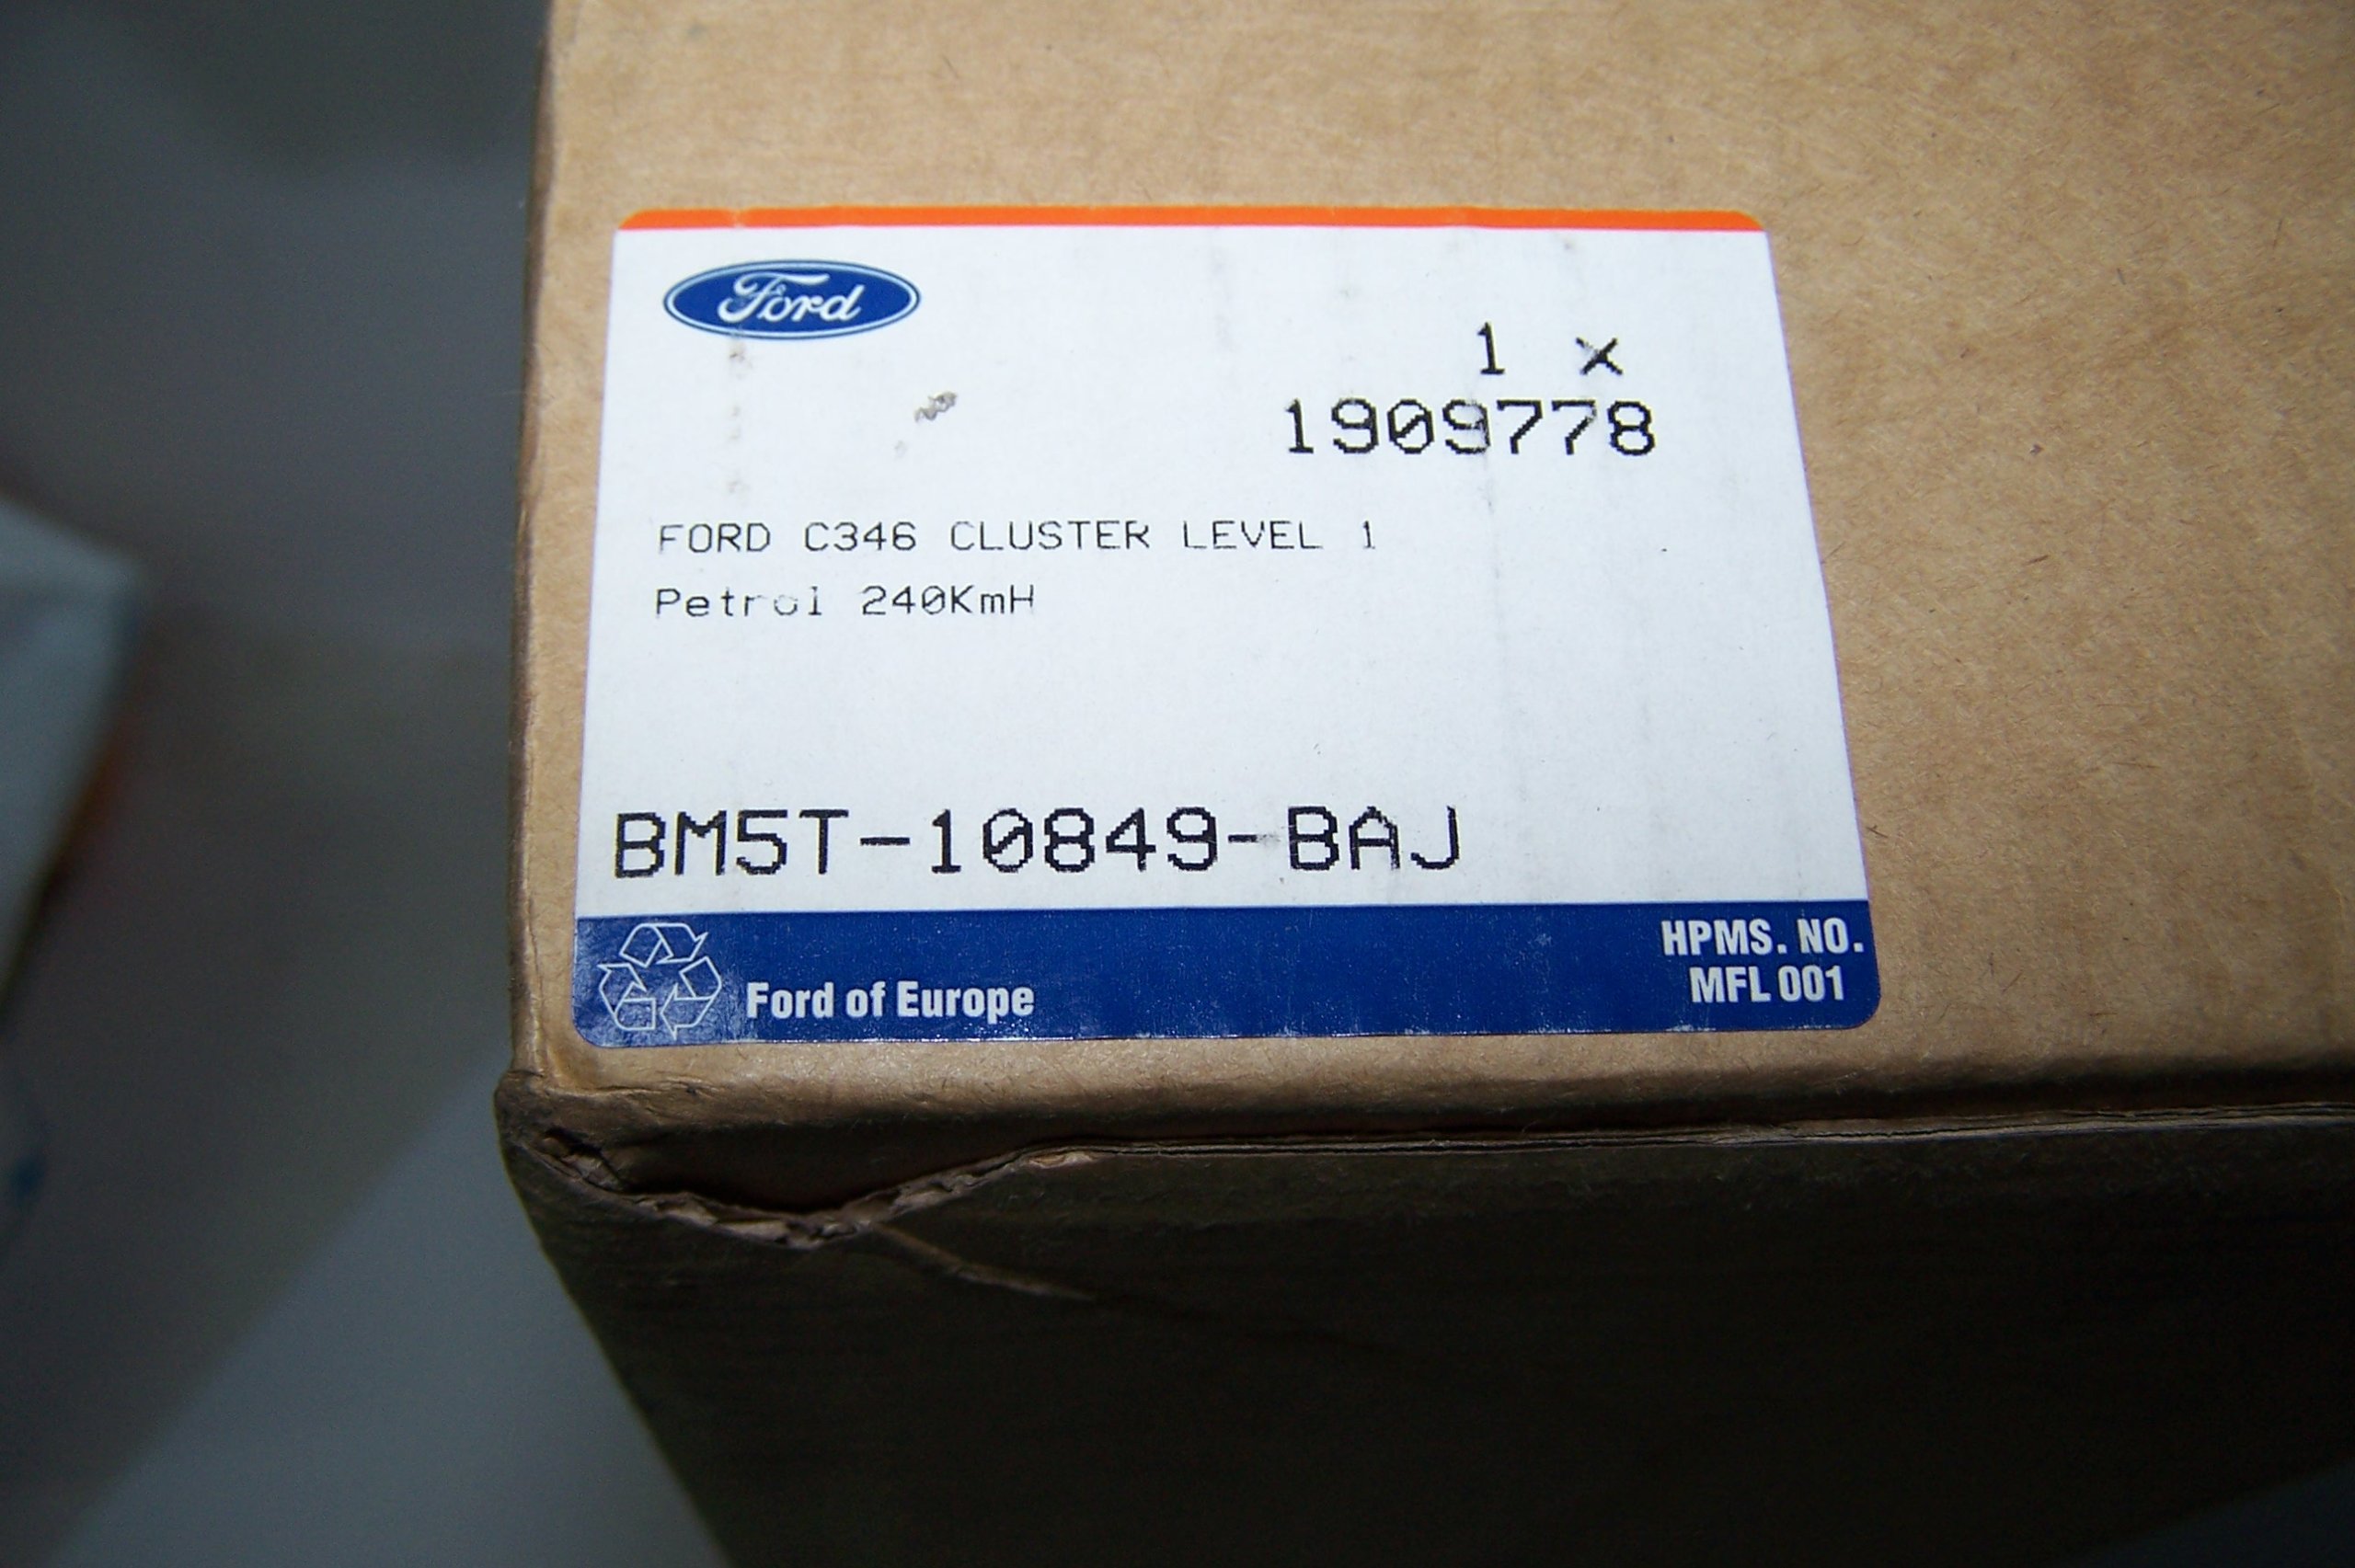 Ford
1 x
1909778
FORD C346 CLUSTER LEVEL 1
Petrol 240KmH
BM5T-10849-BAJ
HPMS. NO.
MFL 001
Ford of Europe